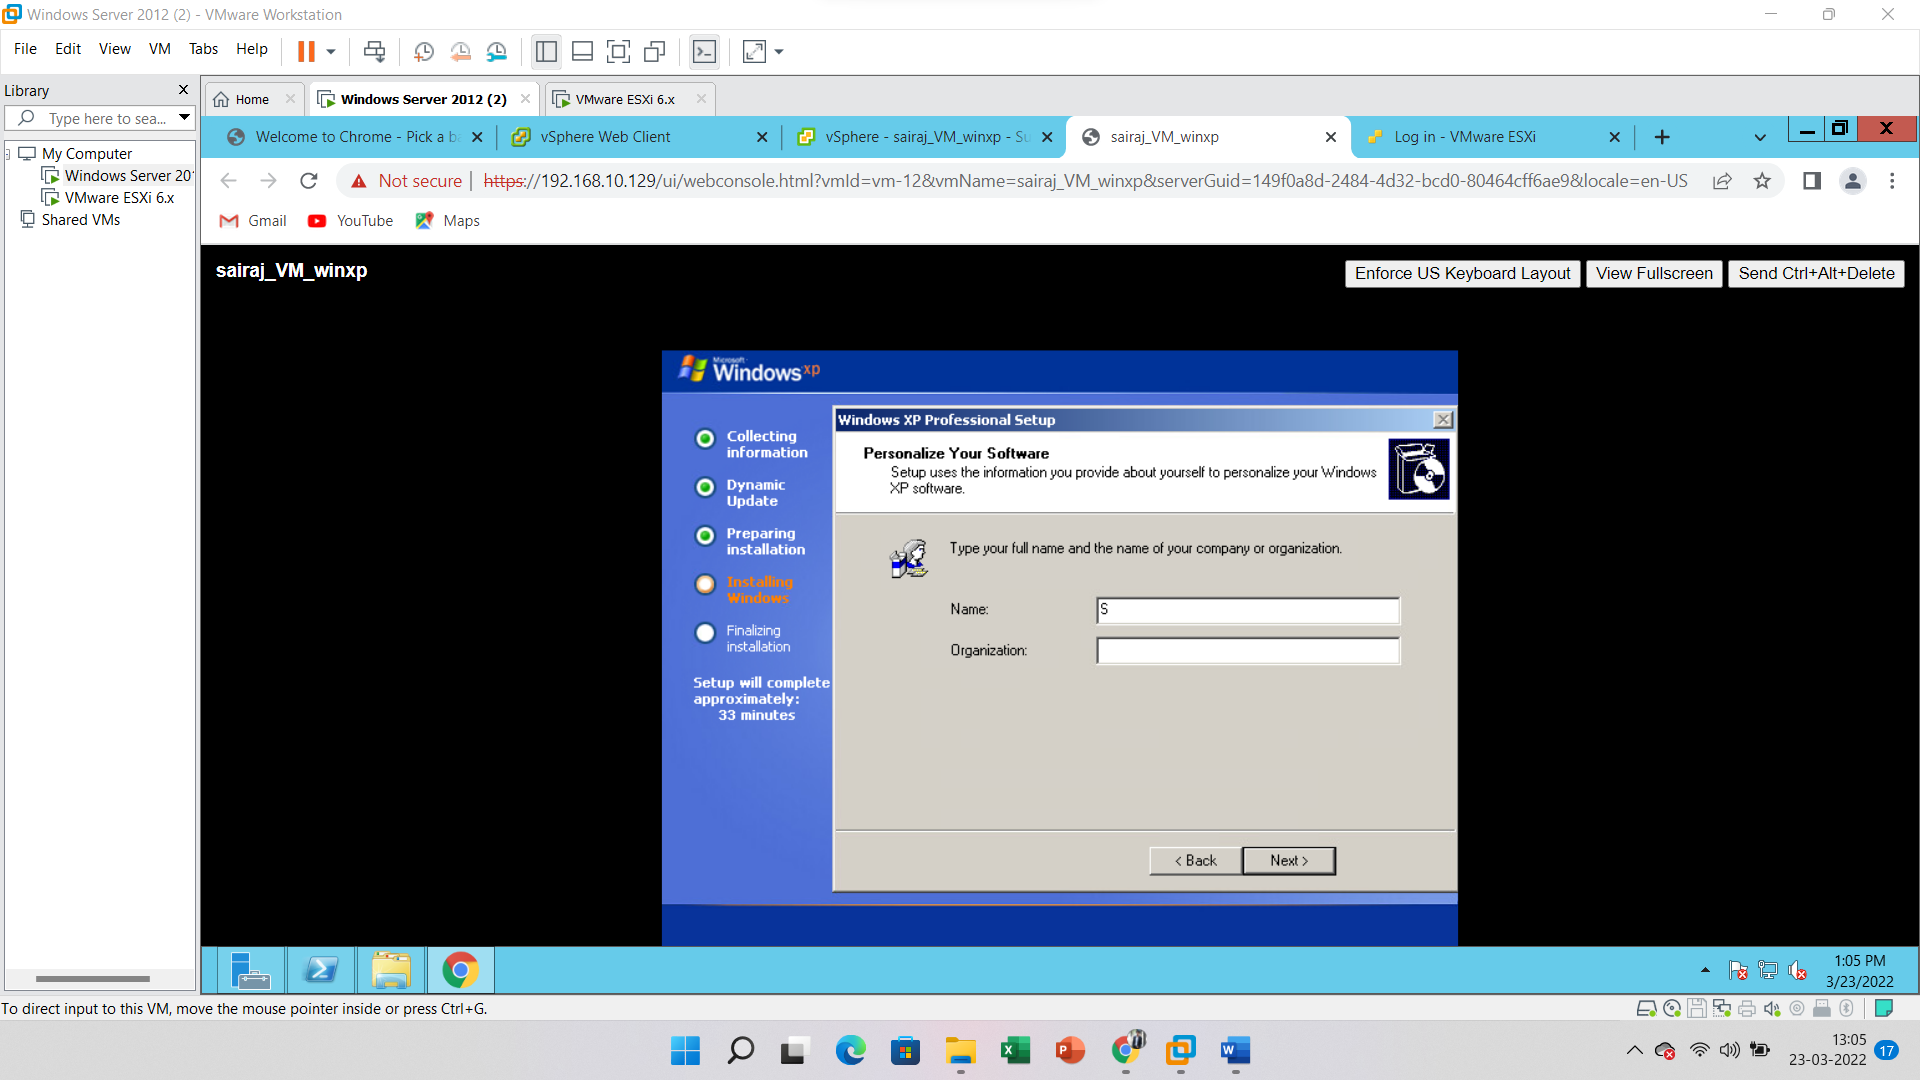 Windows Server 2012 (2) - VMware Workstation
File Edit View VM Tabs Help
Library
Type here to sea...
My Computer
Windows Server 20
VMware ESXi 6.x
Shared VMs
Home
Windows Server 2012 (2)
VMware ESXi 6.x
Welcome to Chrome - Pick a b
vSphere Web Client
vSphere - sairaj_VM_winxp - Su
sairaj_VM_winxp
Log in - VMware ESXi
Not secure
https://192.168.10.129/ui/webconsole.html?vmId=vm-12&vmName=sairaj_VM_winxp&serverGuid=149f0a8d-2484-4d32-bcd0-80464cff6ae9&locale=en-US
Gmail YouTube Maps
sairaj_VM_winxp
Enforce US Keyboard Layout
View Fullscreen
Send Ctrl+Alt+Delete
Microsoft
Windows xp
Collecting
information
Dynamic
Update
Preparing
installation
Installing
Windows
Finalizing
installation
Setup will complete
approximately:
33 minutes
Windows XP Professional Setup
Personalize Your Software
Setup uses the information you provide about yourself to personalize your Windows
XP software.
Type your full name and the name of your company or organization.
Name: S
Organization:
< Back
Next >
1:05 PM
3/23/2022
To direct input to this VM, move the mouse pointer inside or press Ctrl+G.
13:05
23-03-2022
17